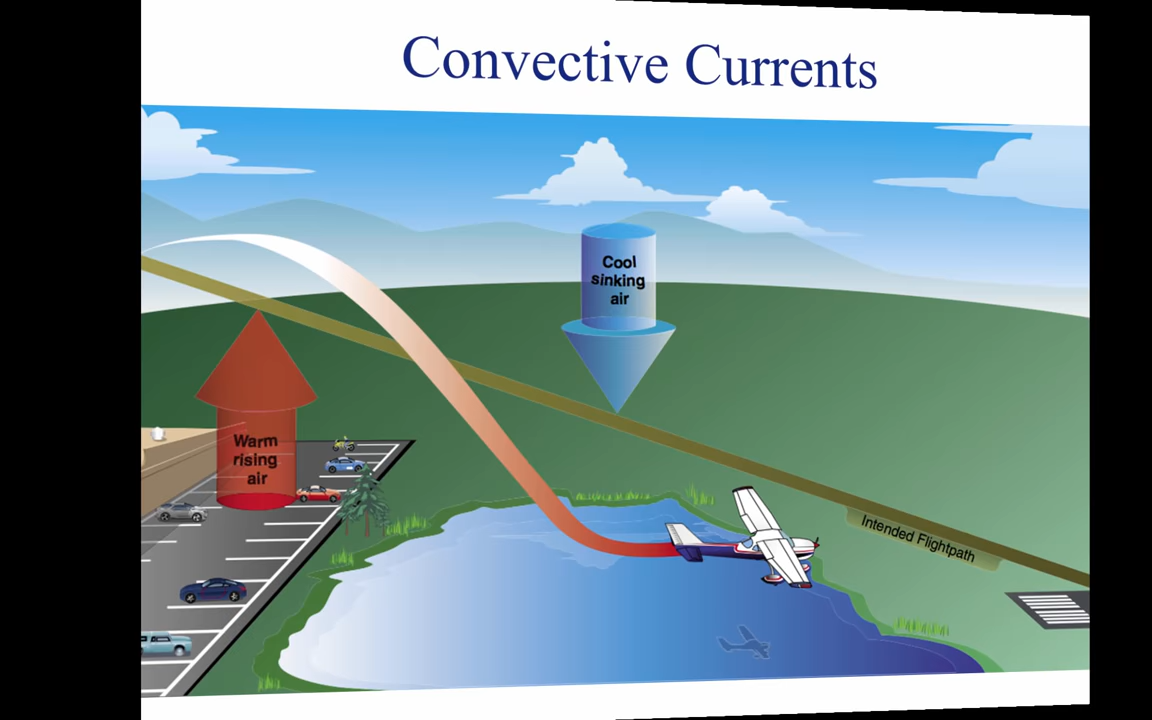 Convective Currents
Cool
sinking
air
Warm
rising
air
Intended Flightpath